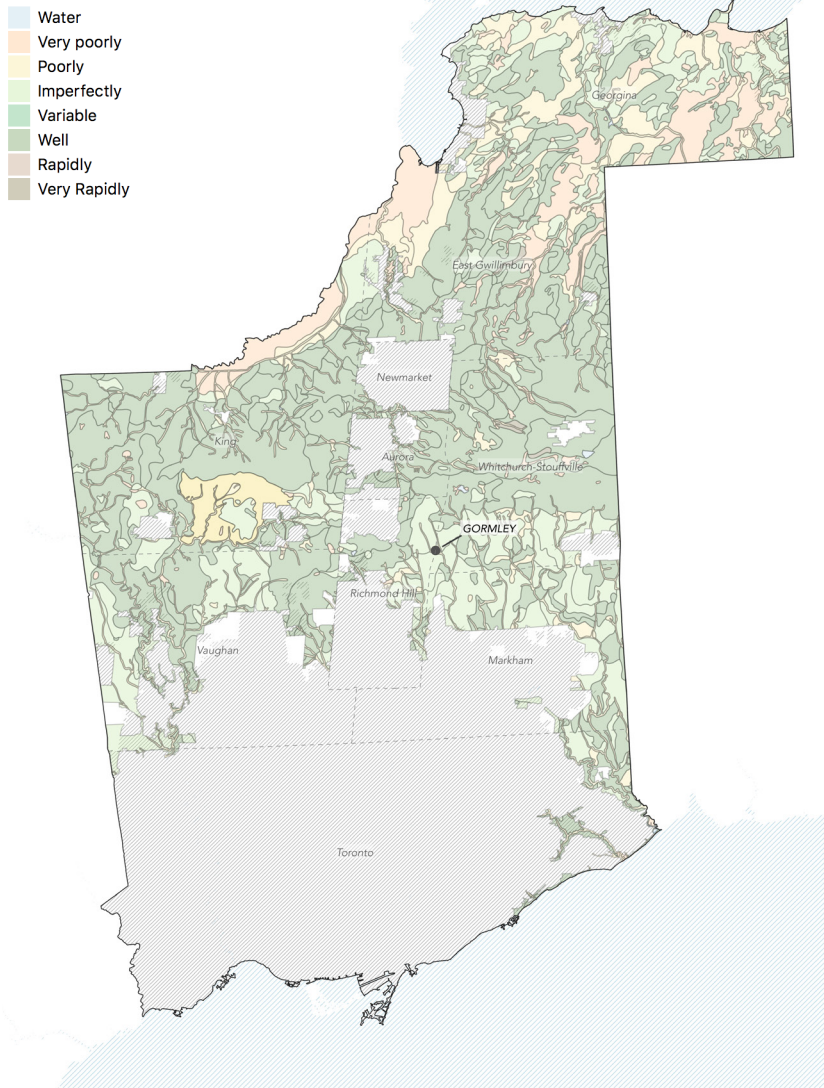 Water
Very poorly
Poorly
Imperfectly
Variable
Well
Rapidly
Very Rapidly
Georgina
East Gwillimbury
Newmarket
King
Aurora
Whitchurch-Stouffville
GORMLEY
Richmond Hill
Vaughan
Markham
Toronto